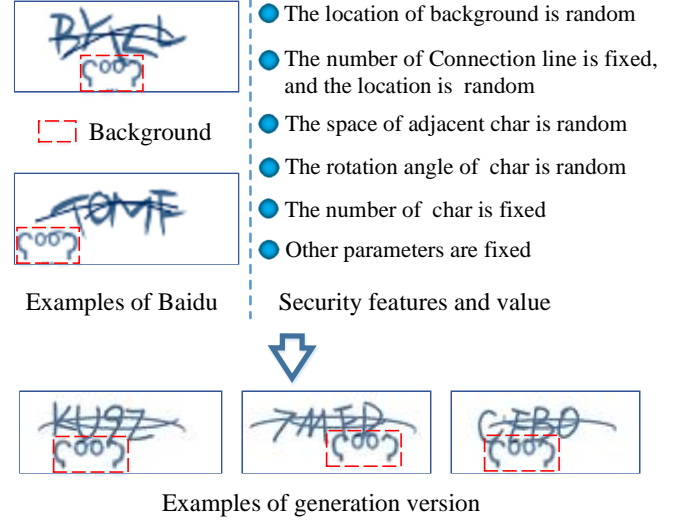 Background
TOMF
Examples of Baidu
The location of background is random
The number of Connection line is fixed,
and the location is random
The space of adjacent char is random
The rotation angle of char is random
The number of char is fixed
Other parameters are fixed
Security features and value
KU9Z
Examples of generation version